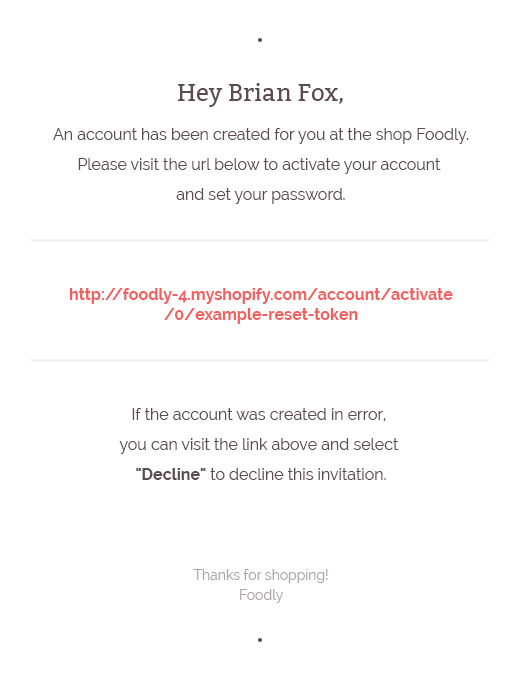 Hey Brian Fox,
An account has been created for you at the shop Foodly.
Please visit the url below to activate your account
and set your password.
http://foodly-4.myshopify.com/account/activate
/0/example-reset-token
If the account was created in error,
you can visit the link above and select
"Decline" to decline this invitation.
Thanks for shopping!
Foodly